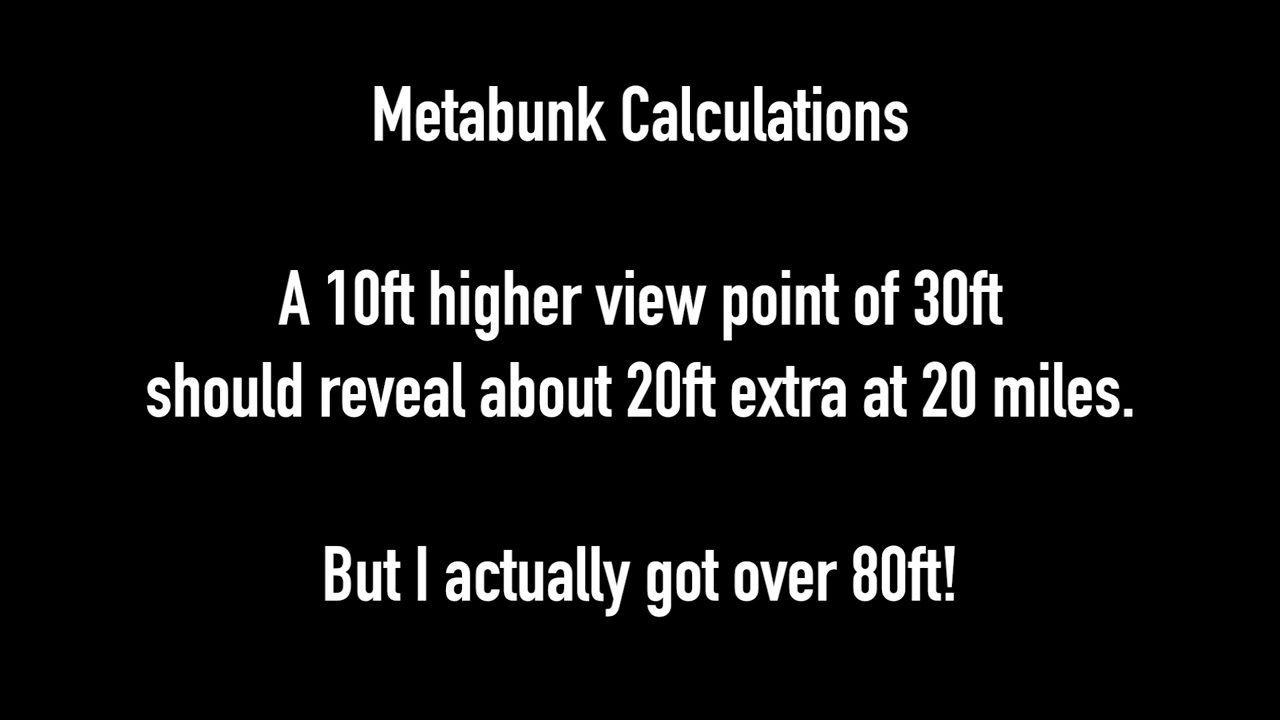 Metabunk Calculations
A 10ft higher view point of 30ft
should reveal about 20ft extra at 20 miles.
But I actually got over 80ft!